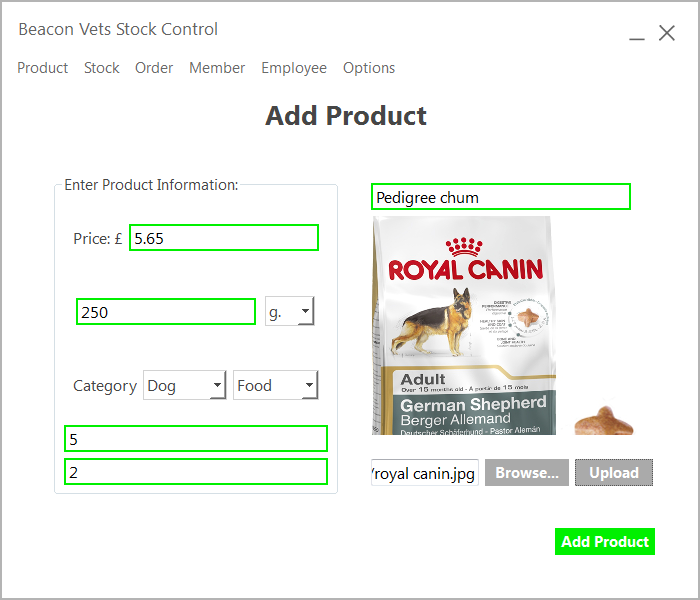 Beacon Vets Stock Control
Product Stock Order Member Employee Options
Add Product
Enter Product Information:
Price: £ 5.65
250 g.
Category Dog Food
5
2
Pedigree chum
ROYAL CANIN
Adult
Over 15 months old - À partir de 15 mois
German Shepherd
Berger Allemand
Deutscher Schäferhund - Pastor Alemán
/royal canin.jpg Browse... Upload
Add Product